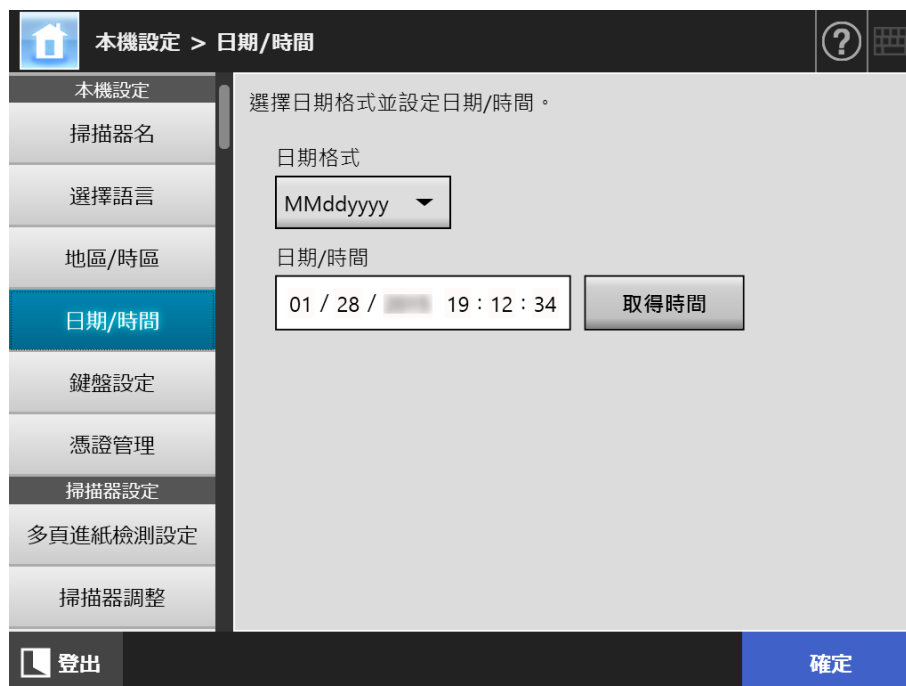 本機設定 > 日期/時間
?
本機設定
掃描器名
選擇語言
地區/時區
日期/時間
鍵盤設定
憑證管理
掃描器設定
多頁進紙檢測設定
掃描器調整
選擇日期格式並設定日期/時間。
日期格式
MMddyyyy
日期/時間
01 / 28 / 19 : 12 : 34
取得時間
登出
確定